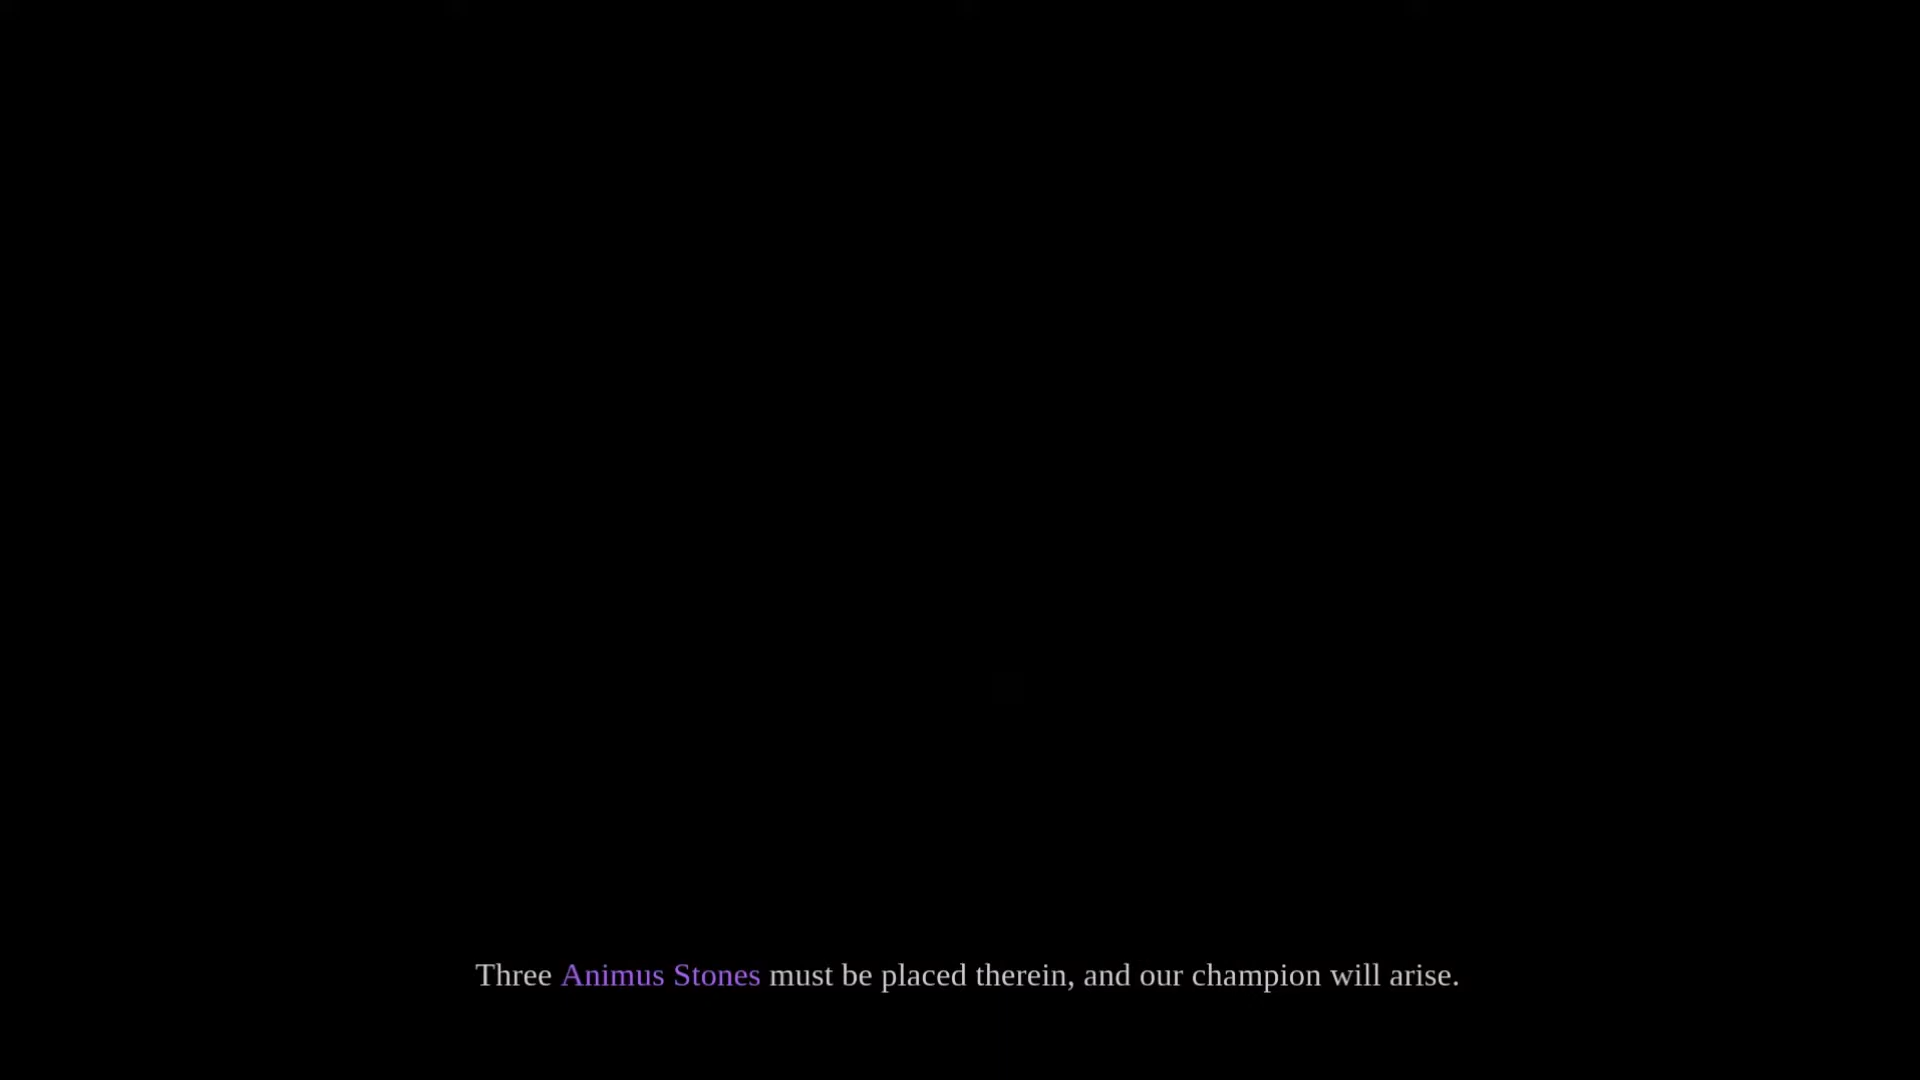 Three Animus Stones must be placed therein, and our champion will arise.